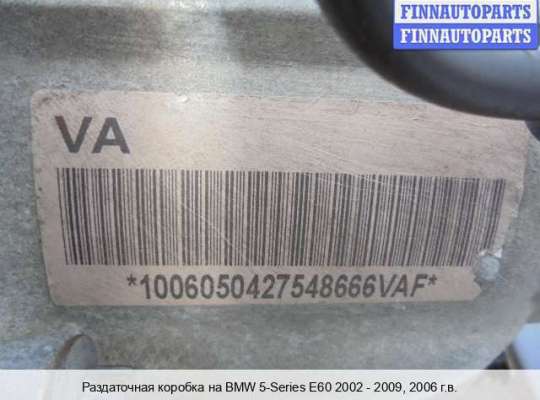 FINNAUTOPARTS
FINNAUTOPARTS
VA
*1006050427548666VAF*
Раздаточная коробка на BMW 5-Series E60 2002 - 2009, 2006 г.в.